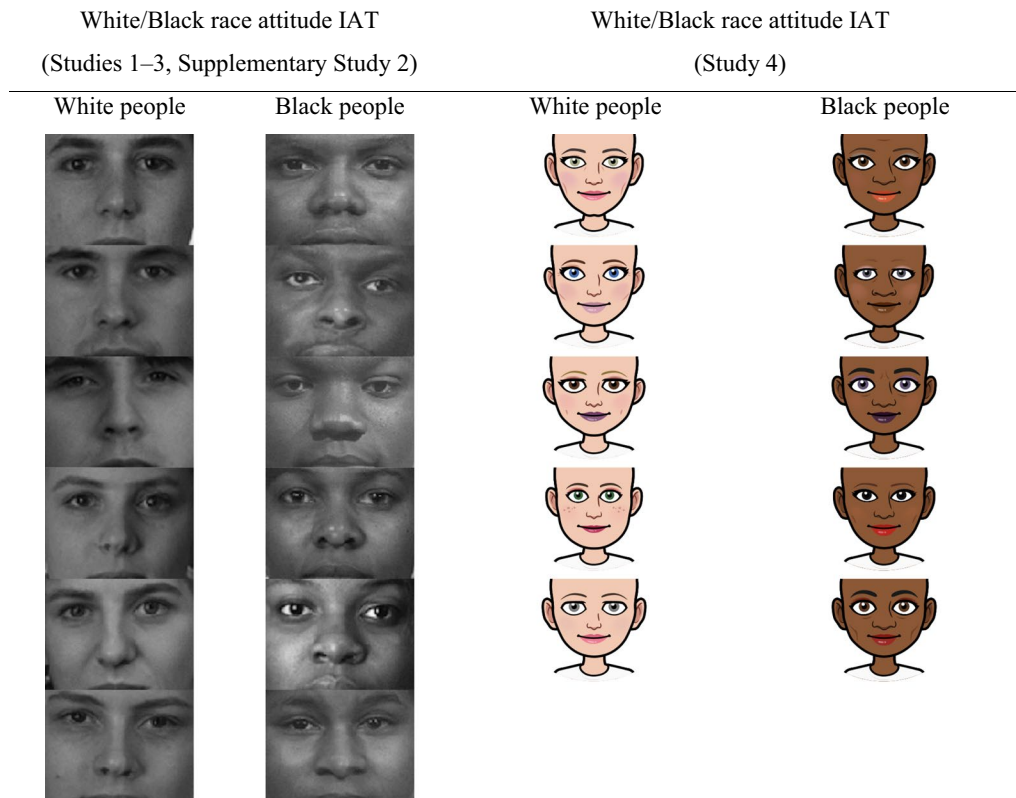 White/Black race attitude IAT
(Studies 1–3, Supplementary Study 2)
White/Black race attitude IAT
(Study 4)
White people
Black people
White people
Black people